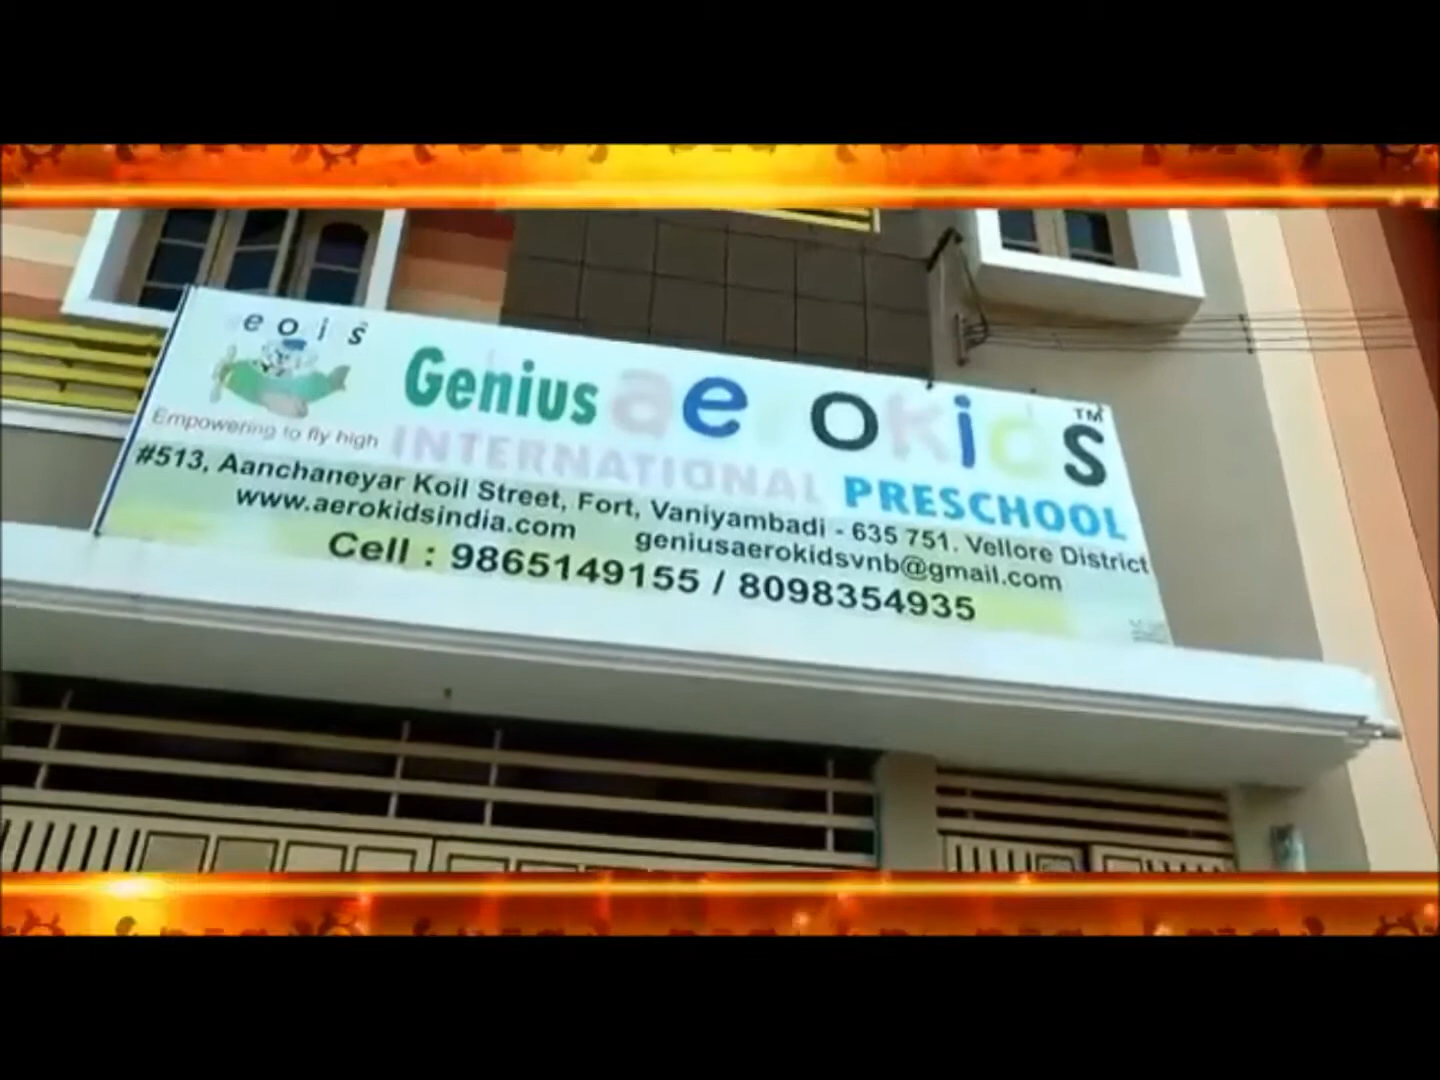 eois
Empowering to fly high
Genius aerokids™
INTERNATIONAL PRESCHOOL
#513, Aanchaneyar Koil Street, Fort, Vaniyambadi - 635 751. Vellore District
www.aerokidsindia.com geniusaerokidsvnb@gmail.com
Cell : 9865149155 / 8098354935